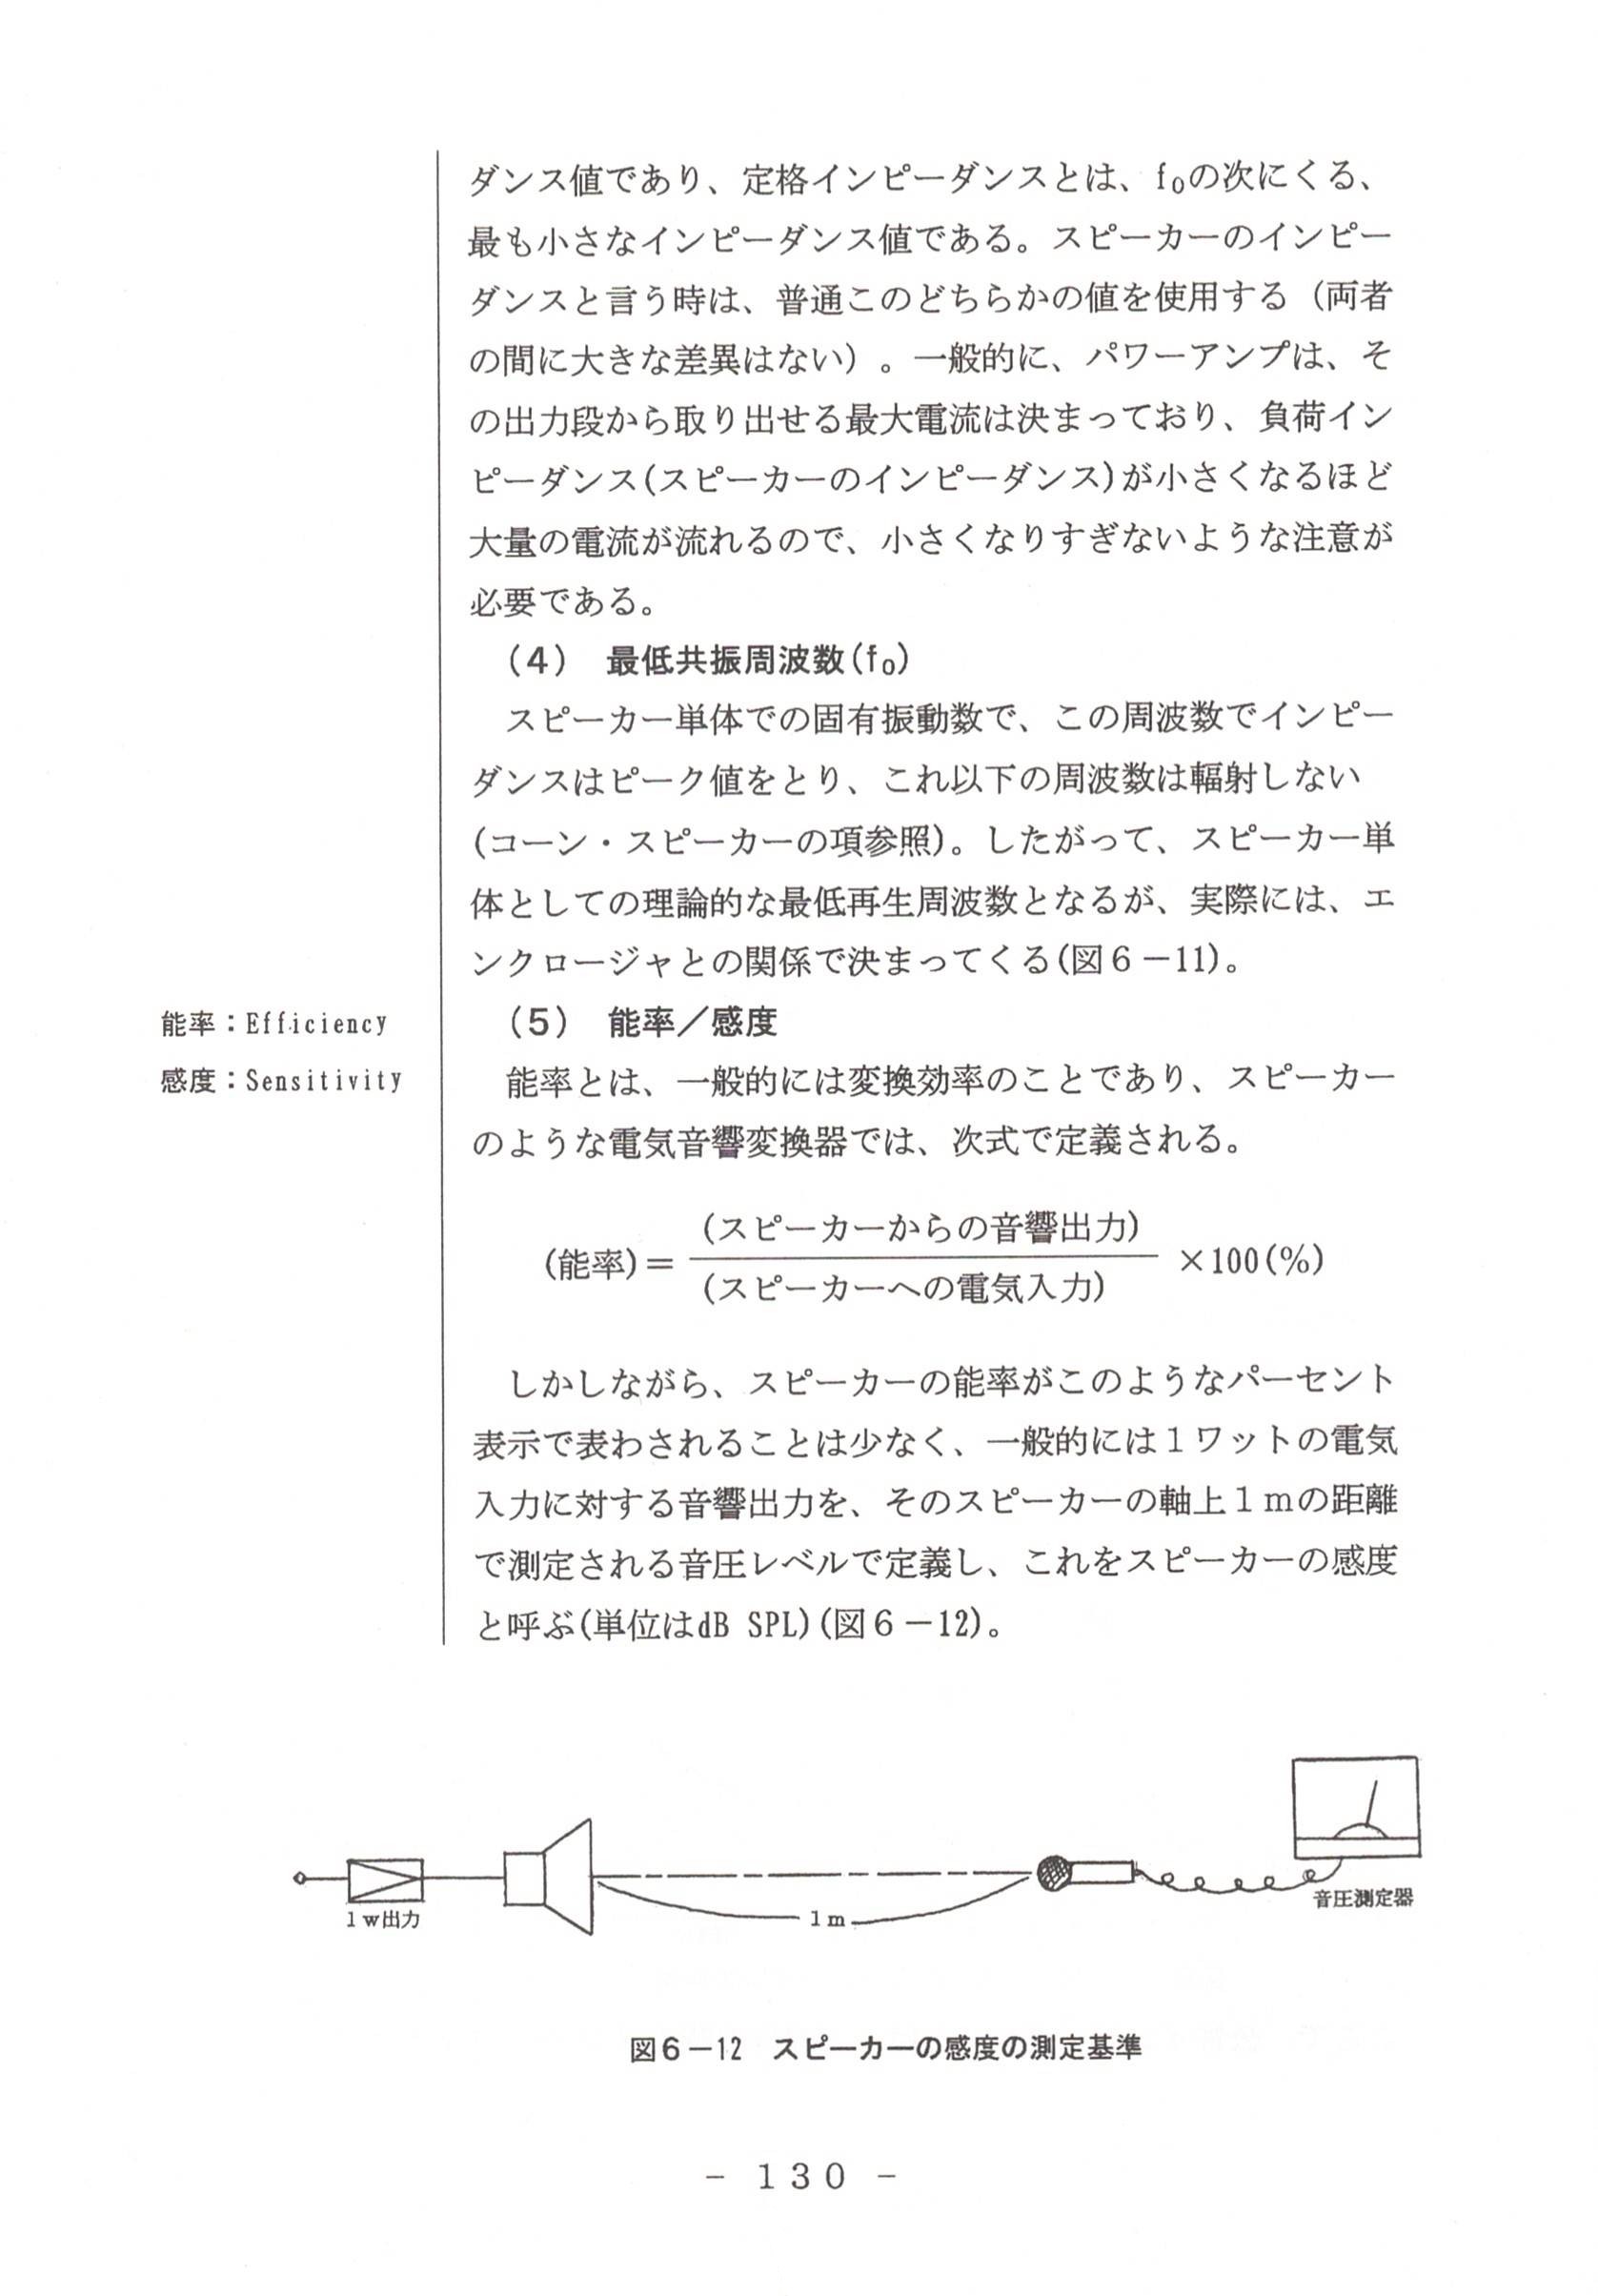 ダンス値であり、定格インピーダンスとは、f₀の次にくる、
最も小さなインピーダンス値である。スピーカーのインピー
ダンスと言う時は、普通このどちらかの値を使用する（両者
の間に大きな差異はない）。一般的に、パワーアンプは、そ
の出力段から取り出せる最大電流は決まっており、負荷イン
ピーダンス(スピーカーのインピーダンス)が小さくなるほど
大量の電流が流れるので、小さくなりすぎないような注意が
必要である。
（4） 最低共振周波数(f₀)
スピーカー単体での固有振動数で、この周波数でインピー
ダンスはピーク値をとり、これ以下の周波数は輻射しない
(コーン・スピーカーの項参照)。したがって、スピーカー単
体としての理論的な最低再生周波数となるが、実際には、エ
ンクロージャとの関係で決まってくる(図６－11)。
能率：Efficiency
感度：Sensitivity
（5） 能率／感度
能率とは、一般的には変換効率のことであり、スピーカー
のような電気音響変換器では、次式で定義される。
(スピーカーからの音響出力)
(能率)＝ ×100(％)
(スピーカーへの電気入力)
しかしながら、スピーカーの能率がこのようなパーセント
表示で表わされることは少なく、一般的には１ワットの電気
入力に対する音響出力を、そのスピーカーの軸上１ｍの距離
で測定される音圧レベルで定義し、これをスピーカーの感度
と呼ぶ(単位はdB SPL)(図６－12)。
１ｗ出力
１ｍ
音圧測定器
図６－12 スピーカーの感度の測定基準
－ 130 －